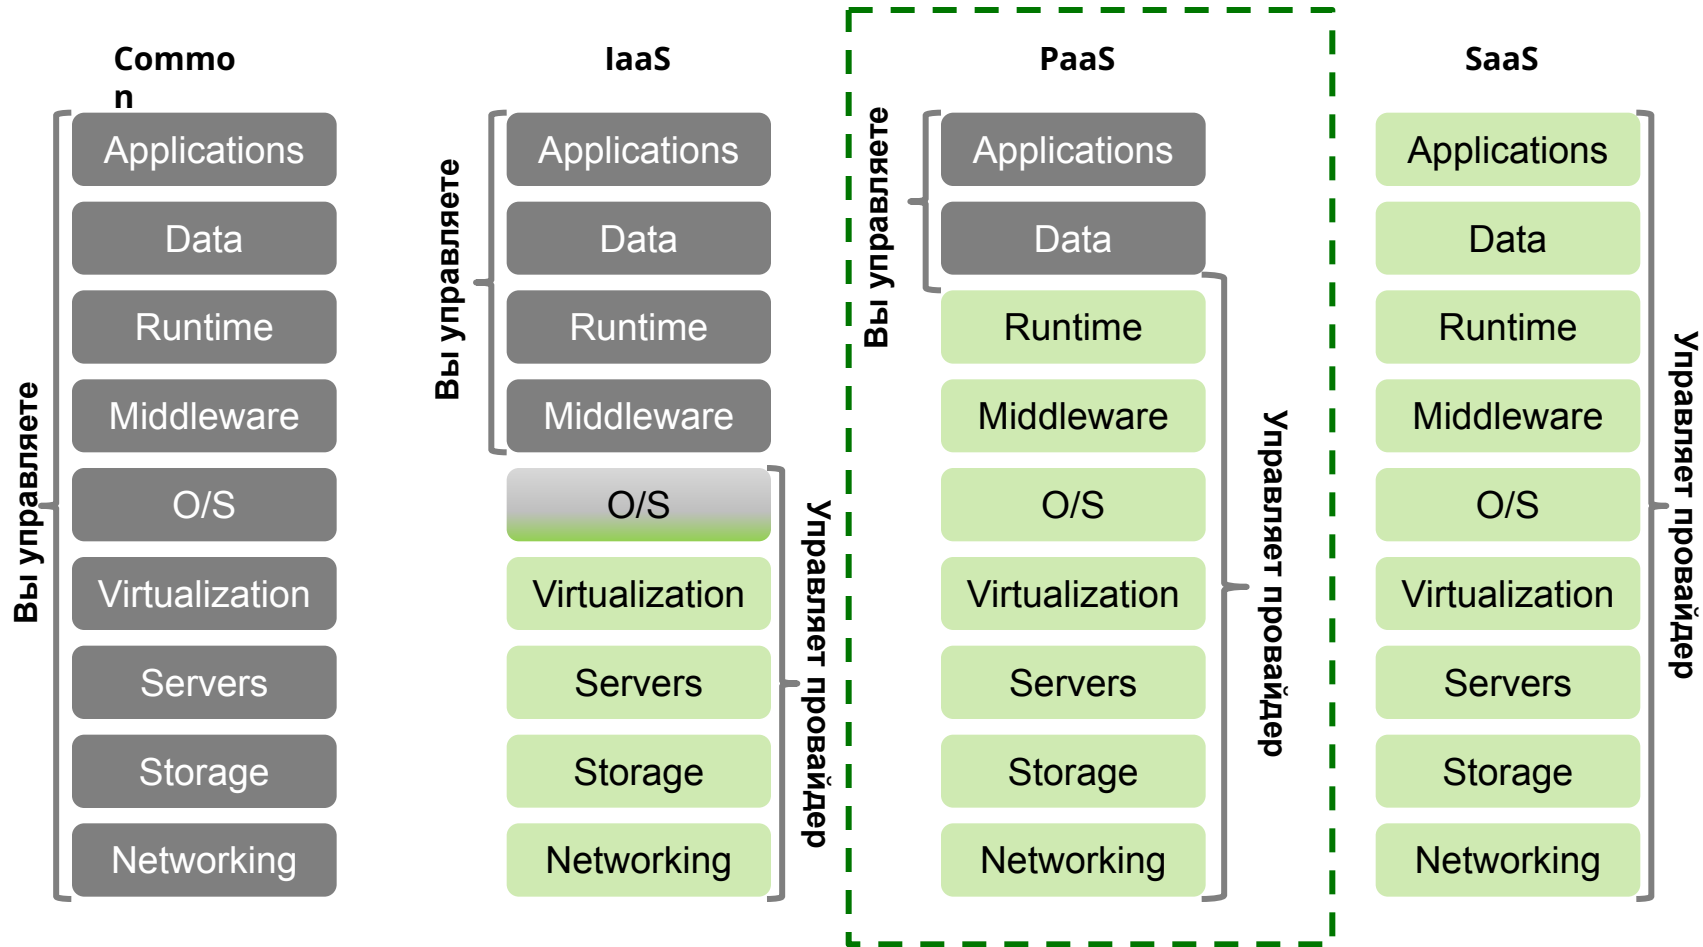 Commo
n
IaaS
PaaS
SaaS
Вы управляете
Applications
Data
Runtime
Middleware
O/S
Virtualization
Servers
Storage
Networking
Вы управляете
Applications
Data
Runtime
Middleware
O/S
Virtualization
Servers
Storage
Networking
Управляет провайдер
Вы управляете
Applications
Data
Runtime
Middleware
O/S
Virtualization
Servers
Storage
Networking
Управляет провайдер
Applications
Data
Runtime
Middleware
O/S
Virtualization
Servers
Storage
Networking
Управляет провайдер